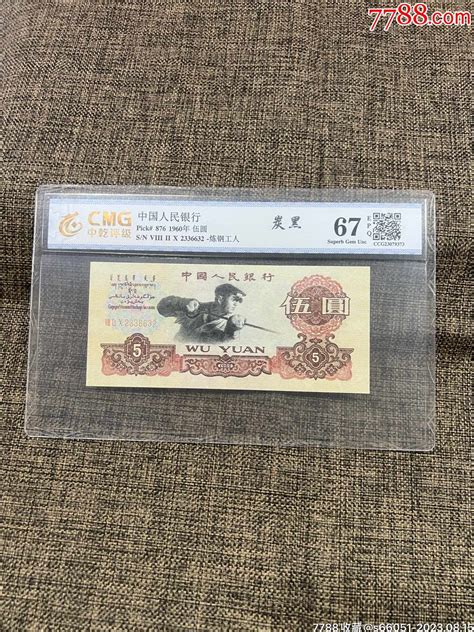 7788.com
CMG
中乾评级
中国人民银行
Pick# 876 1960年 伍圆
S/N VIII II X 2336632 -炼钢工人
炭黑
67
EPQ
Superb Gem Unc
中國人民銀行
伍圓
5
WU YUAN
5
7788收藏@s66051-2023.08.15